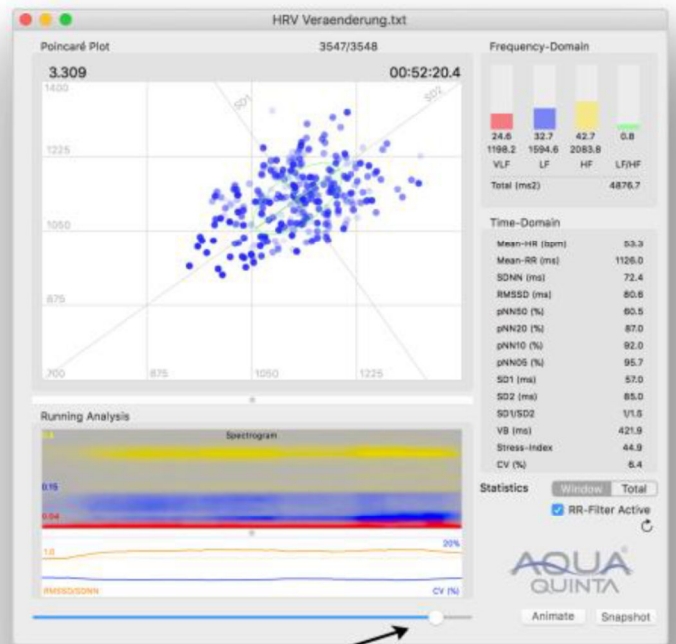 HRV Veraenderung.txt
Poincaré Plot
3547/3548
3.309
00:52:20.4
1400
1225
1050
875
700
875
1050
1225
SD1
SD2
Frequency-Domain
24.6 32.7 42.7 0.8
1198.2 1594.6 2083.8
VLF LF HF LF/HF
Total (ms2) 4876.7
Time-Domain
Mean-HR (bpm) 53.3
Mean-RR (ms) 1126.0
SDNN (ms) 72.4
RMSSD (ms) 80.6
pNN50 (%) 60.5
pNN20 (%) 87.0
pNN10 (%) 92.0
pNN05 (%) 95.7
SD1 (ms) 57.0
SD2 (ms) 85.0
SD1/SD2 1/1.5
VB (ms) 421.9
Stress-Index 44.9
CV (%) 6.4
Running Analysis
Spectrogram
0.15
0.04
1.0
20%
RMSSD/SDNN
CV (%)
Statistics
Window Total
RR-Filter Active
AQUA
QUINTA
Animate Snapshot